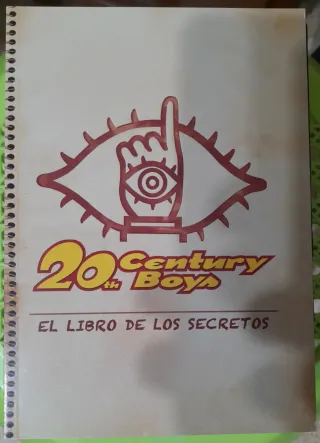 20th Century Boys
EL LIBRO DE LOS SECRETOS